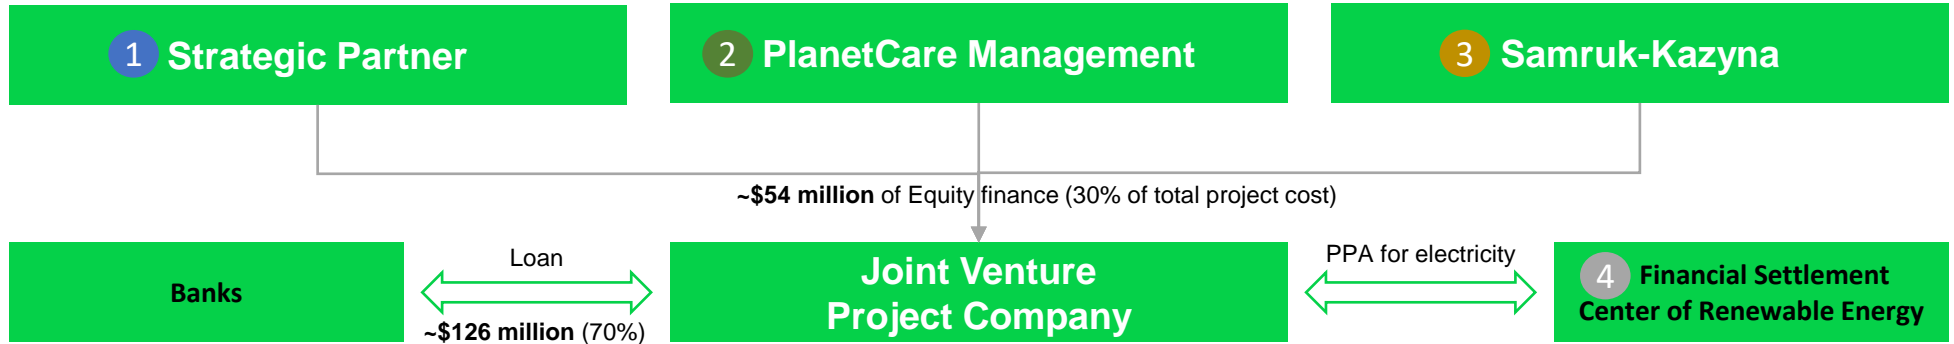 1 Strategic Partner
2 PlanetCare Management
3 Samruk-Kazyna
~$54 million of Equity finance (30% of total project cost)
Banks
Loan
~$126 million (70%)
Joint Venture
Project Company
PPA for electricity
4 Financial Settlement
Center of Renewable Energy